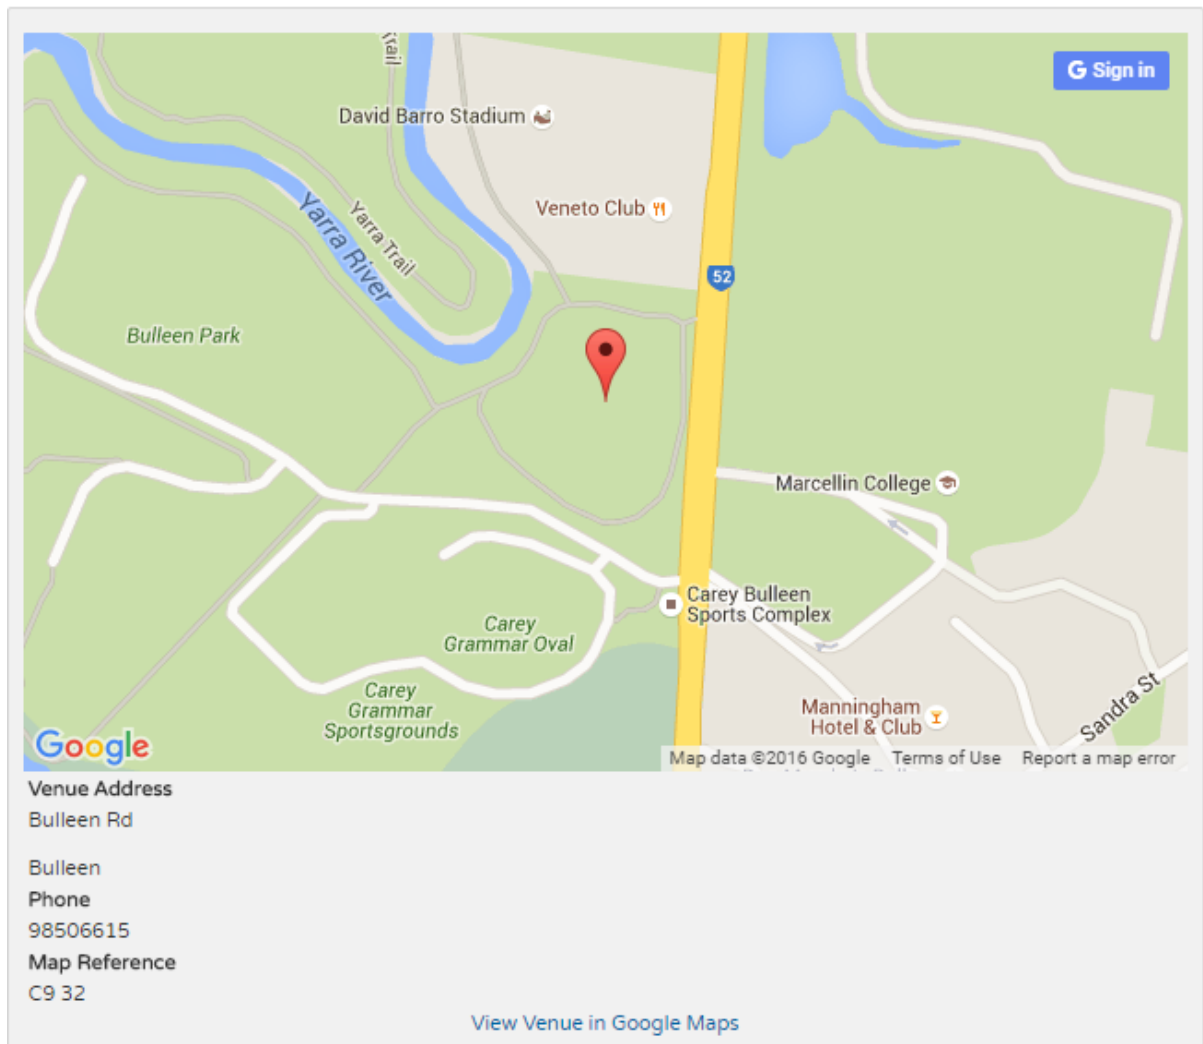 Trail
G Sign in
David Barro Stadium
Veneto Club
Yarra Trail
Yarra River
52
Bulleen Park
Marcellin College
Carey Bulleen
Sports Complex
Carey
Grammar Oval
Carey
Grammar
Sportsgrounds
Manningham
Hotel & Club
Sandra St
Google
Map data ©2016 Google Terms of Use Report a map error
Venue Address
Bulleen Rd
Bulleen
Phone
98506615
Map Reference
C9 32
View Venue in Google Maps